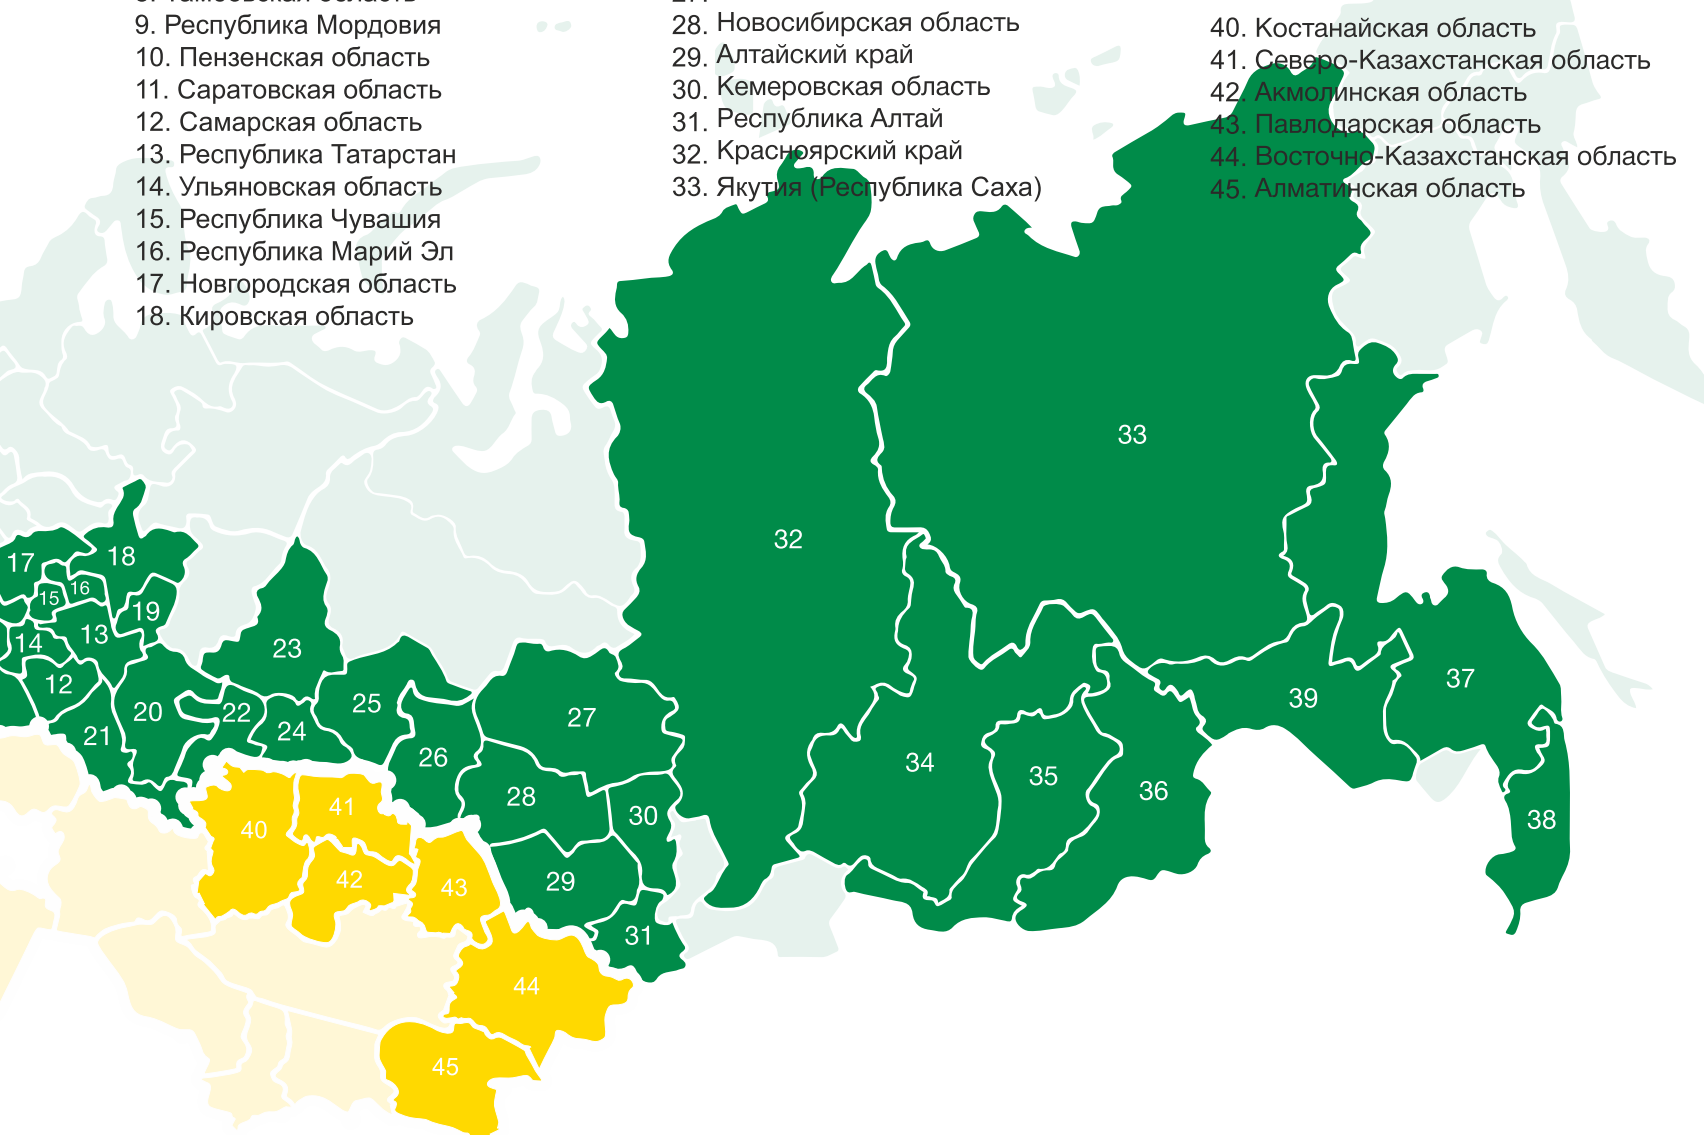 9. Республика Мордовия
10. Пензенская область
11. Саратовская область
12. Самарская область
13. Республика Татарстан
14. Ульяновская область
15. Республика Чувашия
16. Республика Марий Эл
17. Новгородская область
18. Кировская область
28. Новосибирская область
29. Алтайский край
30. Кемеровская область
31. Республика Алтай
32. Красноярский край
33. Якутия (Республика Саха)
40. Костанайская область
41. Северо-Казахстанская область
42. Акмолинская область
43. Павлодарская область
44. Восточно-Казахстанская область
45. Алматинская область
33
32
17
18
16
15
19
14
13
23
12
20
22
25
21
24
27
26
39
37
34
35
36
28
30
38
41
40
42
43
29
31
44
45